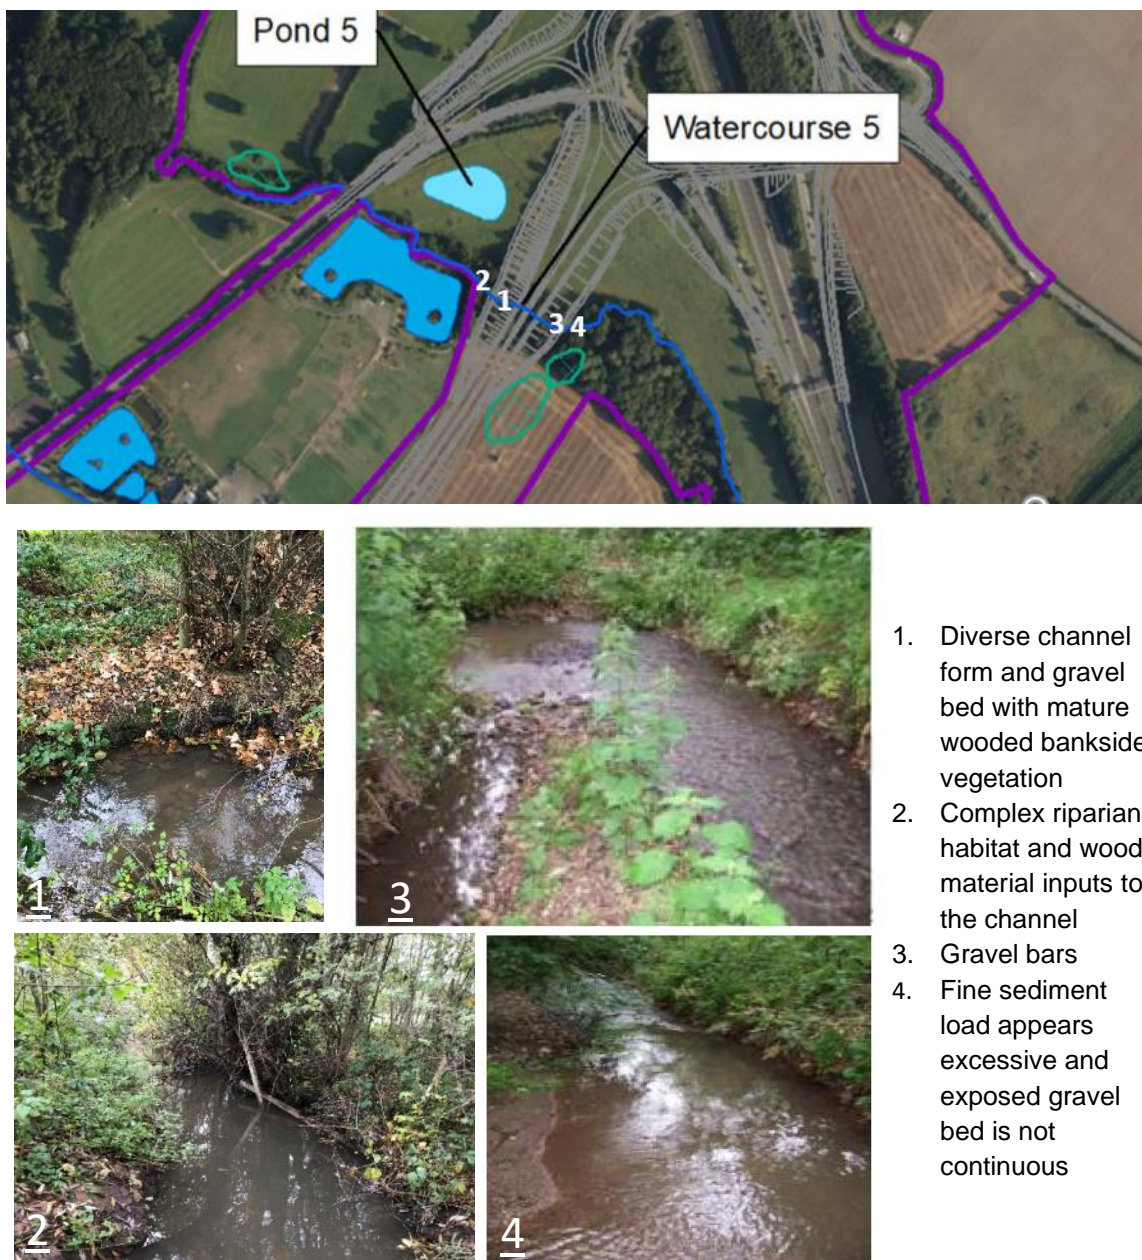 Pond 5
Watercourse 5
2
1
3 4
1
3
2
4
1. Diverse channel
form and gravel
bed with mature
wooded bankside
vegetation
2. Complex riparian
habitat and wood
material inputs to
the channel
3. Gravel bars
4. Fine sediment
load appears
excessive and
exposed gravel
bed is not
continuous